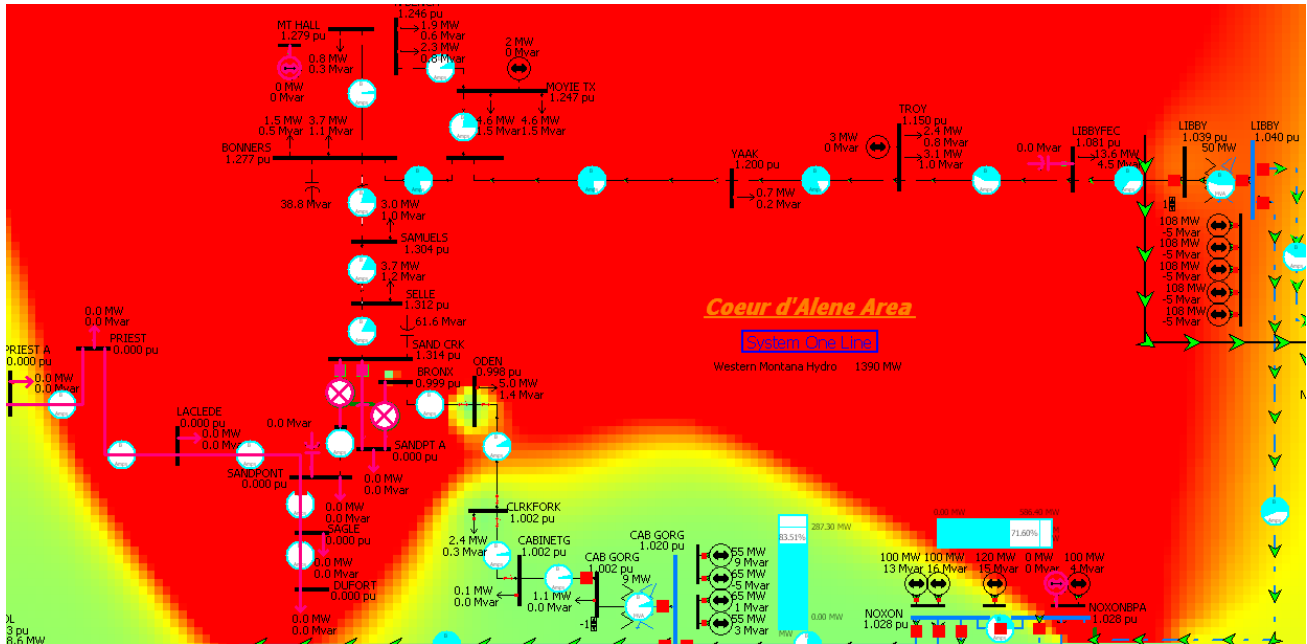 1.246 pu
MT HALL
1.279 pu
1.9 MW
0.6 Mvar
2.3 MW
0.8 Mvar
0.8 MW
0.3 Mvar
0 MW
0 Mvar
2 MW
0 Mvar
MOYIE TX
1.247 pu
4.6 MW
1.5 Mvar
4.6 MW
1.5 Mvar
1.5 MW
0.5 Mvar
3.7 MW
1.1 Mvar
BONNERS
1.277 pu
38.8 Mvar
3.0 MW
1.0 Mvar
SAMUELS
1.304 pu
3.7 MW
1.2 Mvar
SELLE
1.312 pu
61.6 Mvar
SAND CRK
1.314 pu
BRONX
0.999 pu
ODEN
0.998 pu
5.0 MW
1.4 Mvar
YAAK
1.200 pu
0.7 MW
0.2 Mvar
TROY
1.150 pu
3 MW
0 Mvar
2.4 MW
0.8 Mvar
3.1 MW
1.0 Mvar
0.0 Mvar
LIBBYFEC
1.081 pu
13.6 MW
4.5 Mvar
LIBBY
1.039 pu
50 MW
LIBBY
1.040 pu
108 MW
-5 Mvar
108 MW
-5 Mvar
108 MW
-5 Mvar
108 MW
-5 Mvar
108 MW
-5 Mvar
Coeur d'Alene Area
System One Line
Western Montana Hydro 1390 MW
0.0 MW
0.0 Mvar
PRIEST
0.000 pu
PRIEST A
0.000 pu
0.0 MW
0.0 Mvar
LACLEDE
0.000 pu
0.0 MW
0.0 Mvar
0.0 Mvar
SANDPT A
0.000 pu
0.0 MW
0.0 Mvar
SANDPONT
0.000 pu
0.0 MW
0.0 Mvar
SAGLE
0.000 pu
0.0 MW
0.0 Mvar
DUFORT
0.000 pu
0.0 MW
0.0 Mvar
CLRKFORK
1.002 pu
2.4 MW
0.3 Mvar
CABINETG
1.002 pu
0.1 MW
0.0 Mvar
1.1 MW
0.0 Mvar
CAB GORG
1.002 pu
9 MW
-1
CAB GORG
1.020 pu
55 MW
9 Mvar
65 MW
-5 Mvar
65 MW
1 Mvar
55 MW
3 Mvar
287.30 MW
83.51%
0.00 MW
MW
0.00 MW
586.40 MW
71.60%
100 MW
13 Mvar
100 MW
16 Mvar
120 MW
15 Mvar
0 MW
0 Mvar
100 MW
4 Mvar
NOXON
1.028 pu
NOXONBPA
1.028 pu